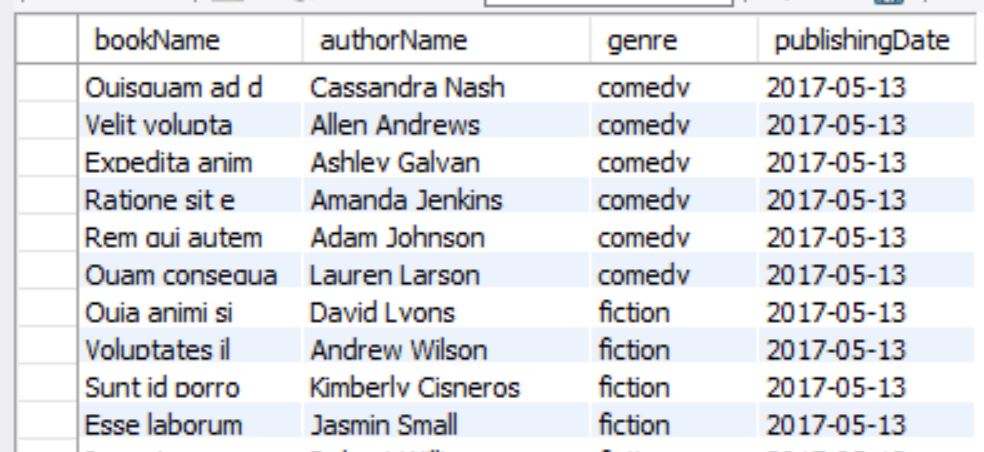 bookName authorName genre publishingDate
Quisquam ad d Cassandra Nash comedy 2017-05-13
Velit volupta Allen Andrews comedy 2017-05-13
Expedita anim Ashley Galvan comedy 2017-05-13
Ratione sit e Amanda Jenkins comedy 2017-05-13
Rem qui autem Adam Johnson comedy 2017-05-13
Quam consequa Lauren Larson comedy 2017-05-13
Quia animi si David Lyons fiction 2017-05-13
Voluptates il Andrew Wilson fiction 2017-05-13
Sunt id porro Kimberly Cisneros fiction 2017-05-13
Esse laborum Jasmin Small fiction 2017-05-13